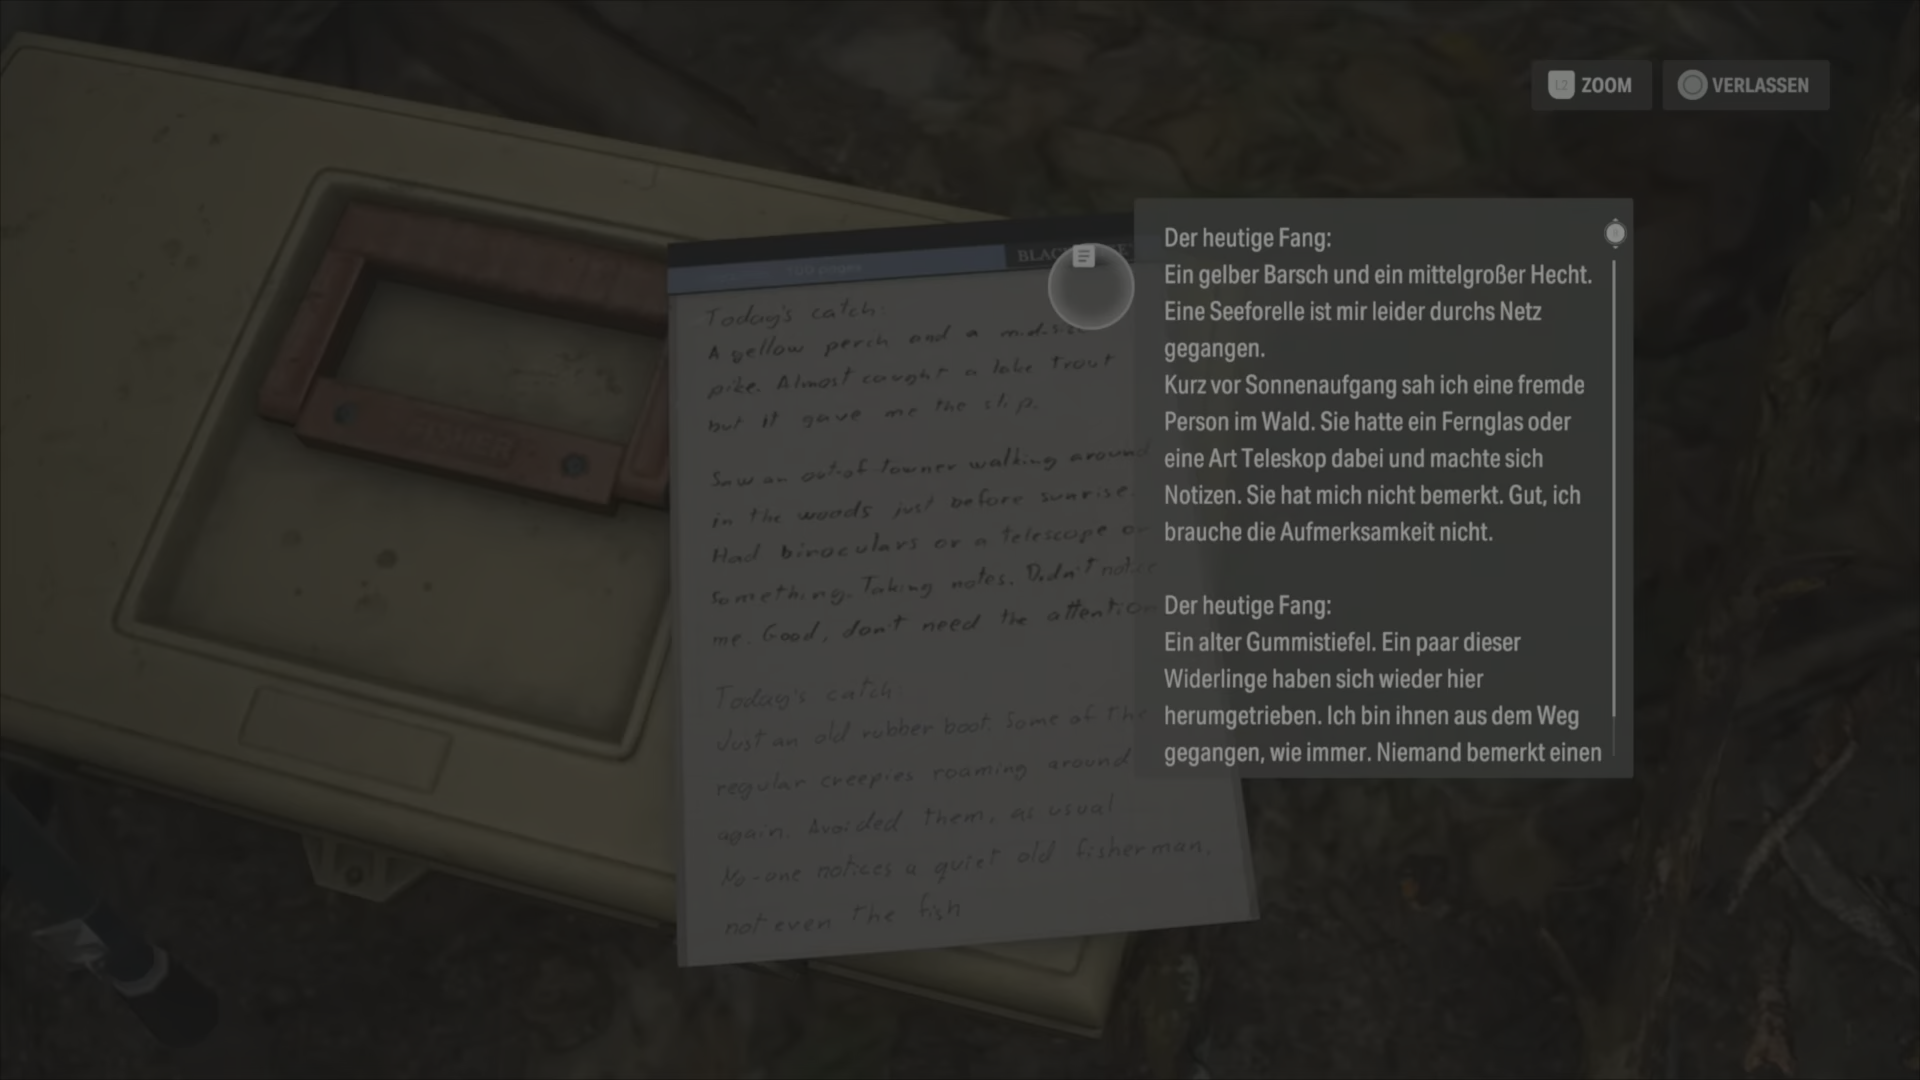 L2 ZOOM
VERLASSEN
100 pages
FISHER
Today's catch:
A yellow perch and a
pike. Almost caught a lake trout
but it gave me the slip.
Saw an out-of-towner walking around
in the woods just before sunrise.
Had binoculars or a telescope or
something. Taking notes. Didn't notice
me. Good, don't need the attention
Today's catch:
Just an old rubber boot. Some of the
regular creepies roaming around
again. Avoided them, as usual
No-one notices a quiet old fisherman,
not even the fish
Der heutige Fang:
Ein gelber Barsch und ein mittelgroßer Hecht.
Eine Seeforelle ist mir leider durchs Netz
gegangen.
Kurz vor Sonnenaufgang sah ich eine fremde
Person im Wald. Sie hatte ein Fernglas oder
eine Art Teleskop dabei und machte sich
Notizen. Sie hat mich nicht bemerkt. Gut, ich
brauche die Aufmerksamkeit nicht.
Der heutige Fang:
Ein alter Gummistiefel. Ein paar dieser
Widerlinge haben sich wieder hier
herumgetrieben. Ich bin ihnen aus dem Weg
gegangen, wie immer. Niemand bemerkt einen